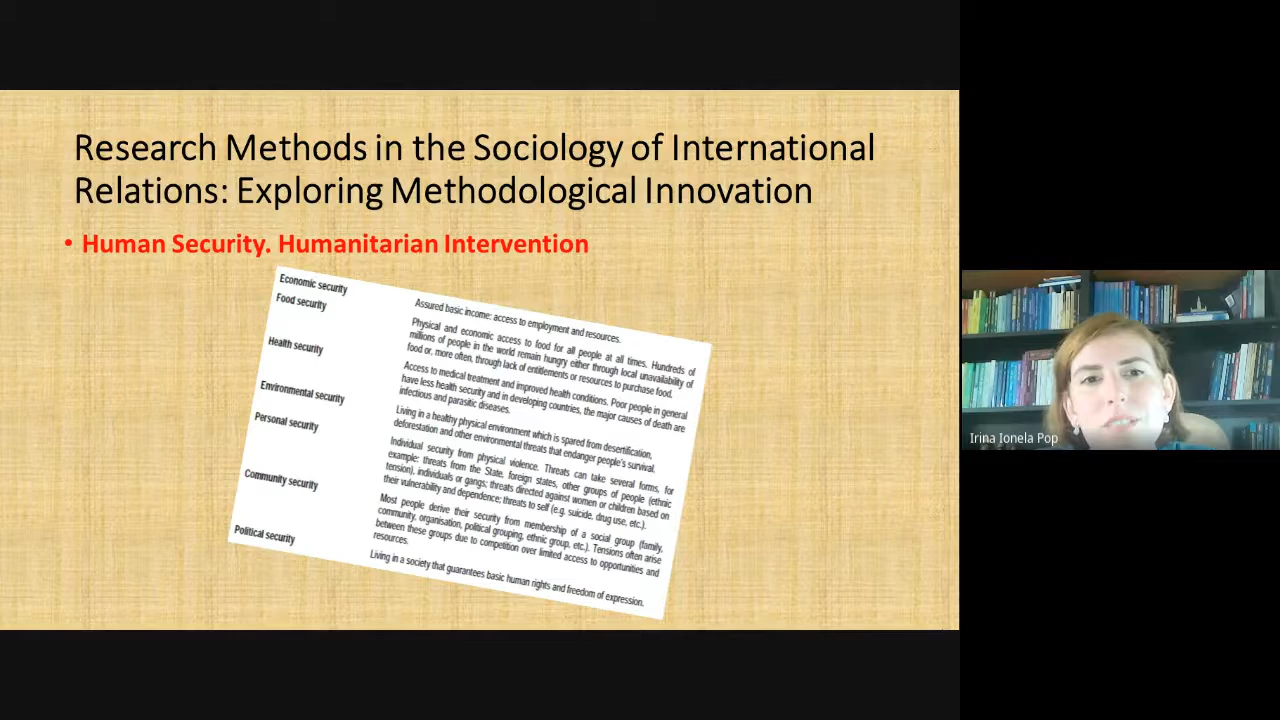 Research Methods in the Sociology of International
Relations: Exploring Methodological Innovation
• Human Security. Humanitarian Intervention
Economic security
Assured basic income: access to employment and resources.
Food security
Physical and economic access to food for all people at all times. Hundreds of
millions of people in the world remain hungry either through local unavailability of
food or, more often, through lack of entitlements or resources to purchase food.
Health security
Access to medical treatment and improved health conditions. Poor people in general
have less health security and in developing countries, the major causes of death are
infectious and parasitic diseases.
Environmental security
Living in a healthy physical environment which is spared from desertification,
deforestation and other environmental threats that endanger people's survival.
Personal security
Individual security from physical violence. Threats can take several forms, for
example: threats from the State, foreign states, other groups of people (ethnic
tension), individuals or gangs; threats directed against women or children based on
their vulnerability and dependence; threats to self (e.g. suicide, drug use, etc.).
Community security
Most people derive their security from membership of a social group (family,
community, organisation, political grouping, ethnic group, etc.). Tensions often arise
between these groups due to competition over limited access to opportunities and
resources.
Political security
Living in a society that guarantees basic human rights and freedom of expression.
Irina Ionela Pop